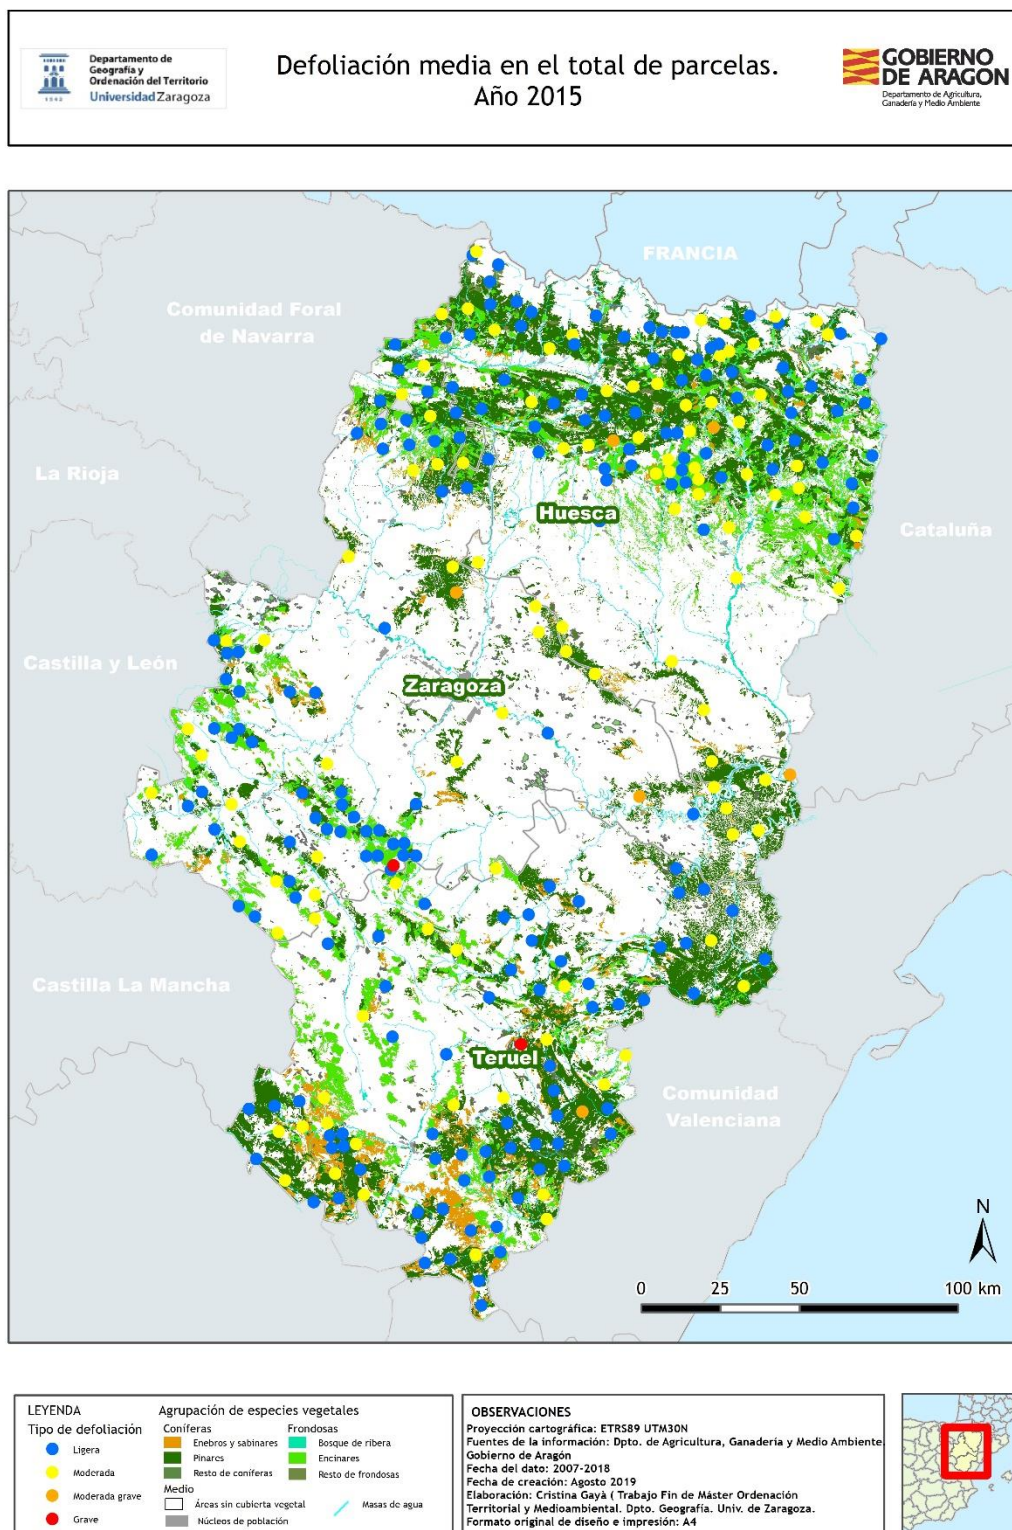 Departamento de
Geografía y
Ordenación del Territorio
Universidad Zaragoza
1542
Defoliación media en el total de parcelas.
Año 2015
GOBIERNO
DE ARAGON
Departamento de Agricultura,
Ganadería y Medio Ambiente
FRANCIA
Comunidad Foral
de Navarra
La Rioja
Huesca
Cataluña
Castilla y León
Zaragoza
Castilla La Mancha
Teruel
Comunidad
Valenciana
N
0 25 50 100 km
LEYENDA
Tipo de defoliación
Ligera
Moderada
Moderada grave
Grave
Agrupación de especies vegetales
Coníferas
Enebros y sabinares
Pinares
Resto de coníferas
Frondosas
Bosque de ribera
Encinares
Resto de frondosas
Medio
Áreas sin cubierta vegetal
Núcleos de población
Masas de agua
OBSERVACIONES
Proyección cartográfica: ETRS89 UTM30N
Fuentes de la información: Dpto. de Agricultura, Ganadería y Medio Ambiente.
Gobierno de Aragón
Fecha del dato: 2007-2018
Fecha de creación: Agosto 2019
Elaboración: Cristina Gayà ( Trabajo Fin de Máster Ordenación
Territorial y Medioambiental. Dpto. Geografía. Univ. de Zaragoza.
Formato original de diseño e impresión: A4